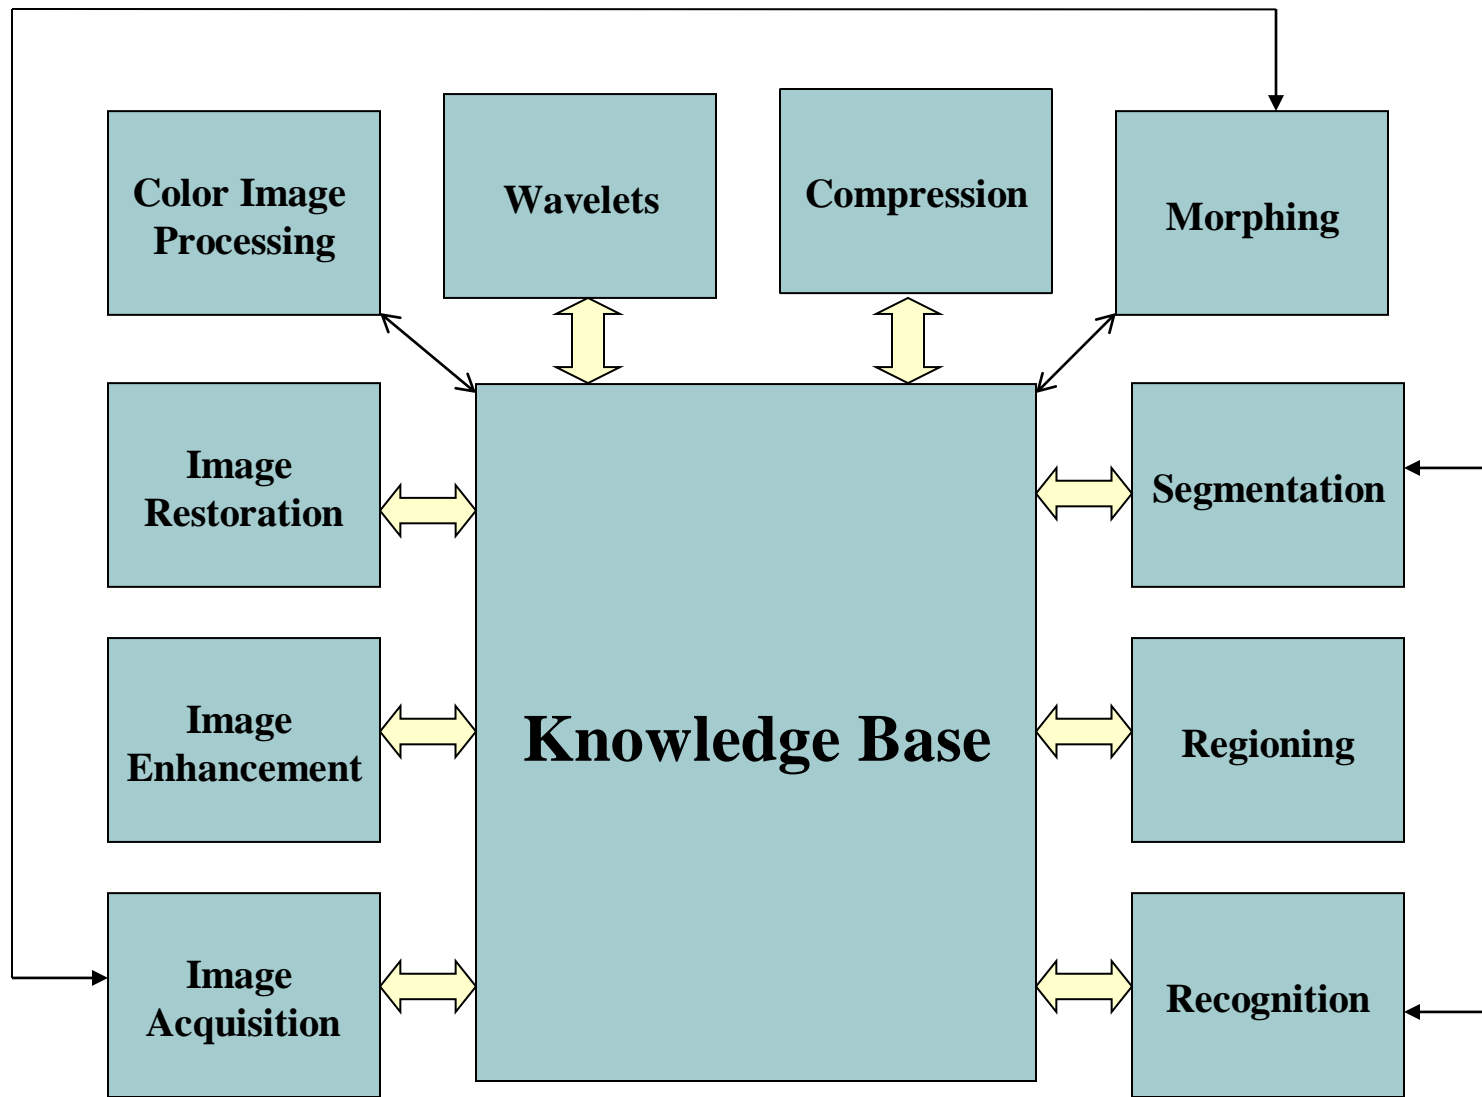 Color Image
Processing
Wavelets
Compression
Morphing
Image
Restoration
Segmentation
Image
Enhancement
Knowledge Base
Regioning
Image
Acquisition
Recognition